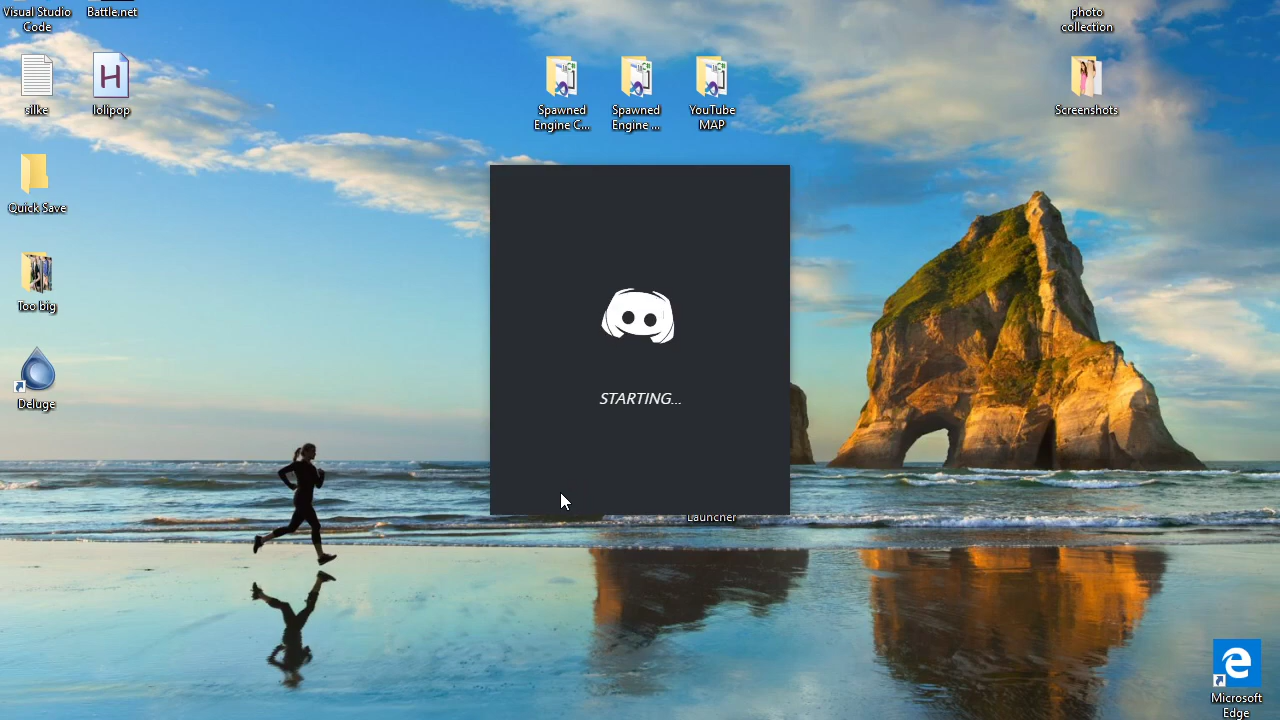 Visual Studio
Code
Battle.net
photo
collection
silke
lolipop
Spawned
Engine C...
Spawned
Engine ...
YouTube
MAP
Screenshots
Quick Save
Too big
STARTING...
Deluge
Launcher
Microsoft
Edge